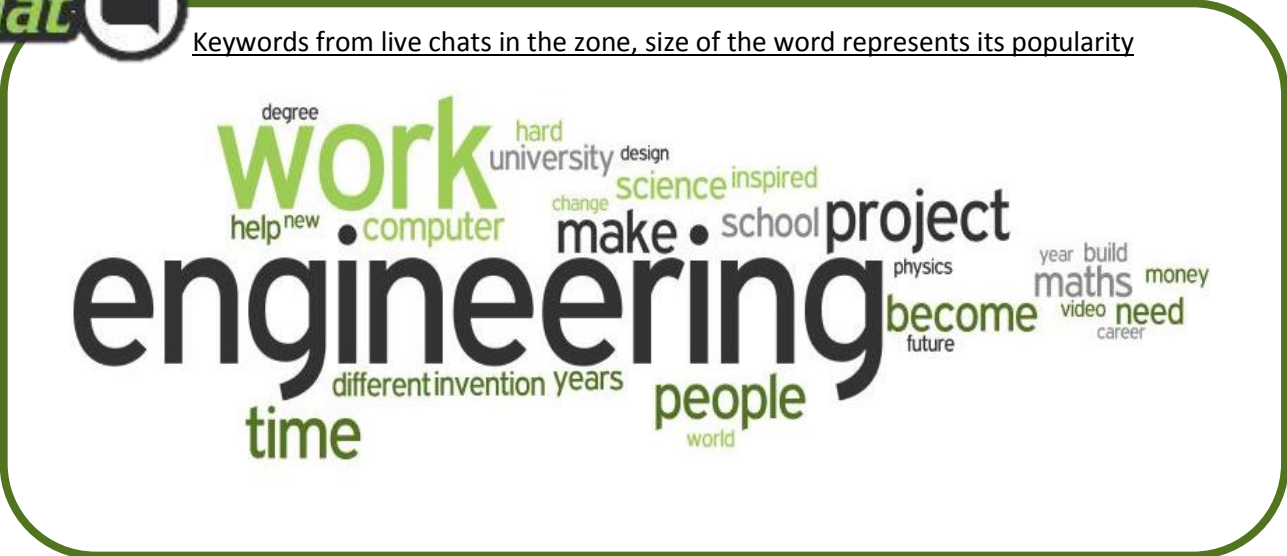 Keywords from live chats in the zone, size of the word represents its popularity
degree
work
hard
university
design
science
inspired
change
help
new
computer
make
school
project
engineering
physics
year
build
maths
money
become
video
need
future
career
different
invention
years
people
time
world